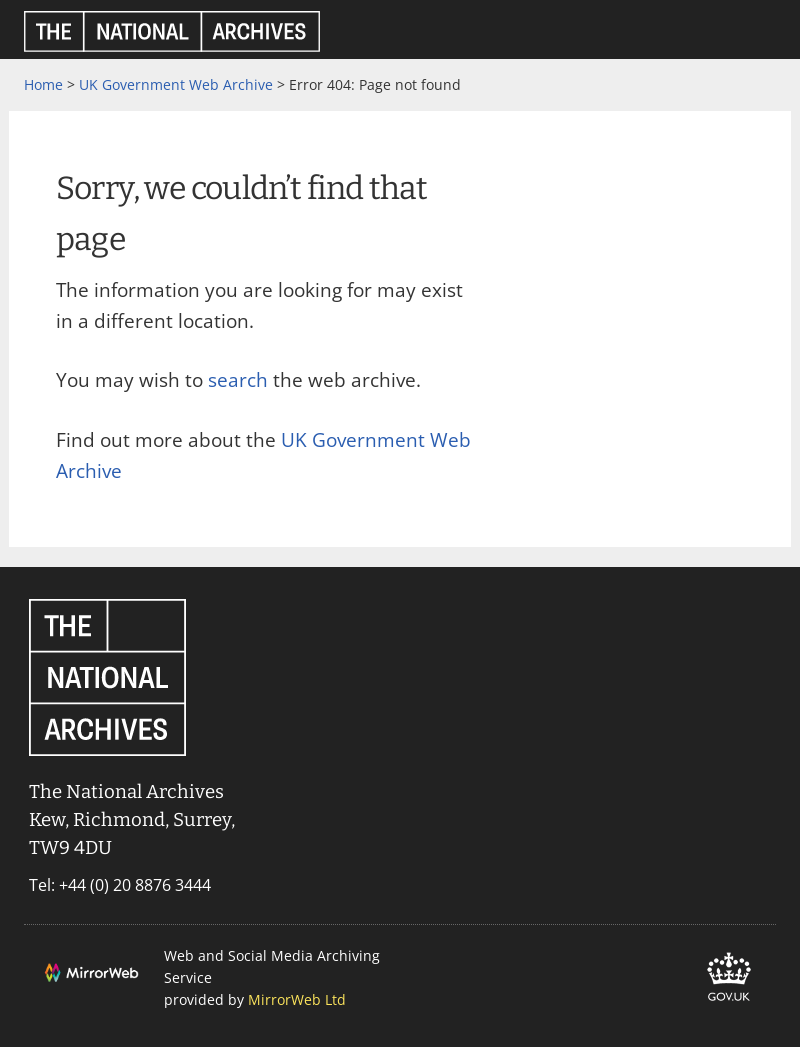 THE NATIONAL ARCHIVES
Home > UK Government Web Archive > Error 404: Page not found
Sorry, we couldn’t find that
page
The information you are looking for may exist
in a different location.
You may wish to search the web archive.
Find out more about the UK Government Web
Archive
THE
NATIONAL
ARCHIVES
The National Archives
Kew, Richmond, Surrey,
TW9 4DU
Tel: +44 (0) 20 8876 3444
MirrorWeb
Web and Social Media Archiving
Service
provided by MirrorWeb Ltd
GOV.UK